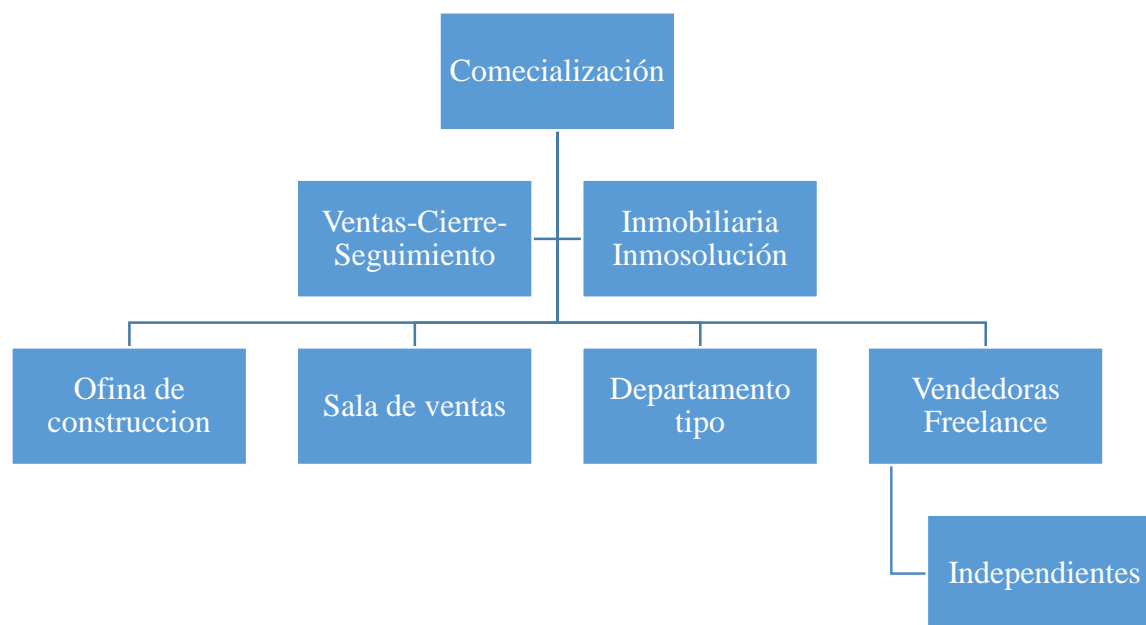 Comecialización
Ventas-Cierre-
Seguimiento
Inmobiliaria
Inmosolución
Ofina de
construccion
Sala de ventas
Departamento
tipo
Vendedoras
Freelance
Independientes